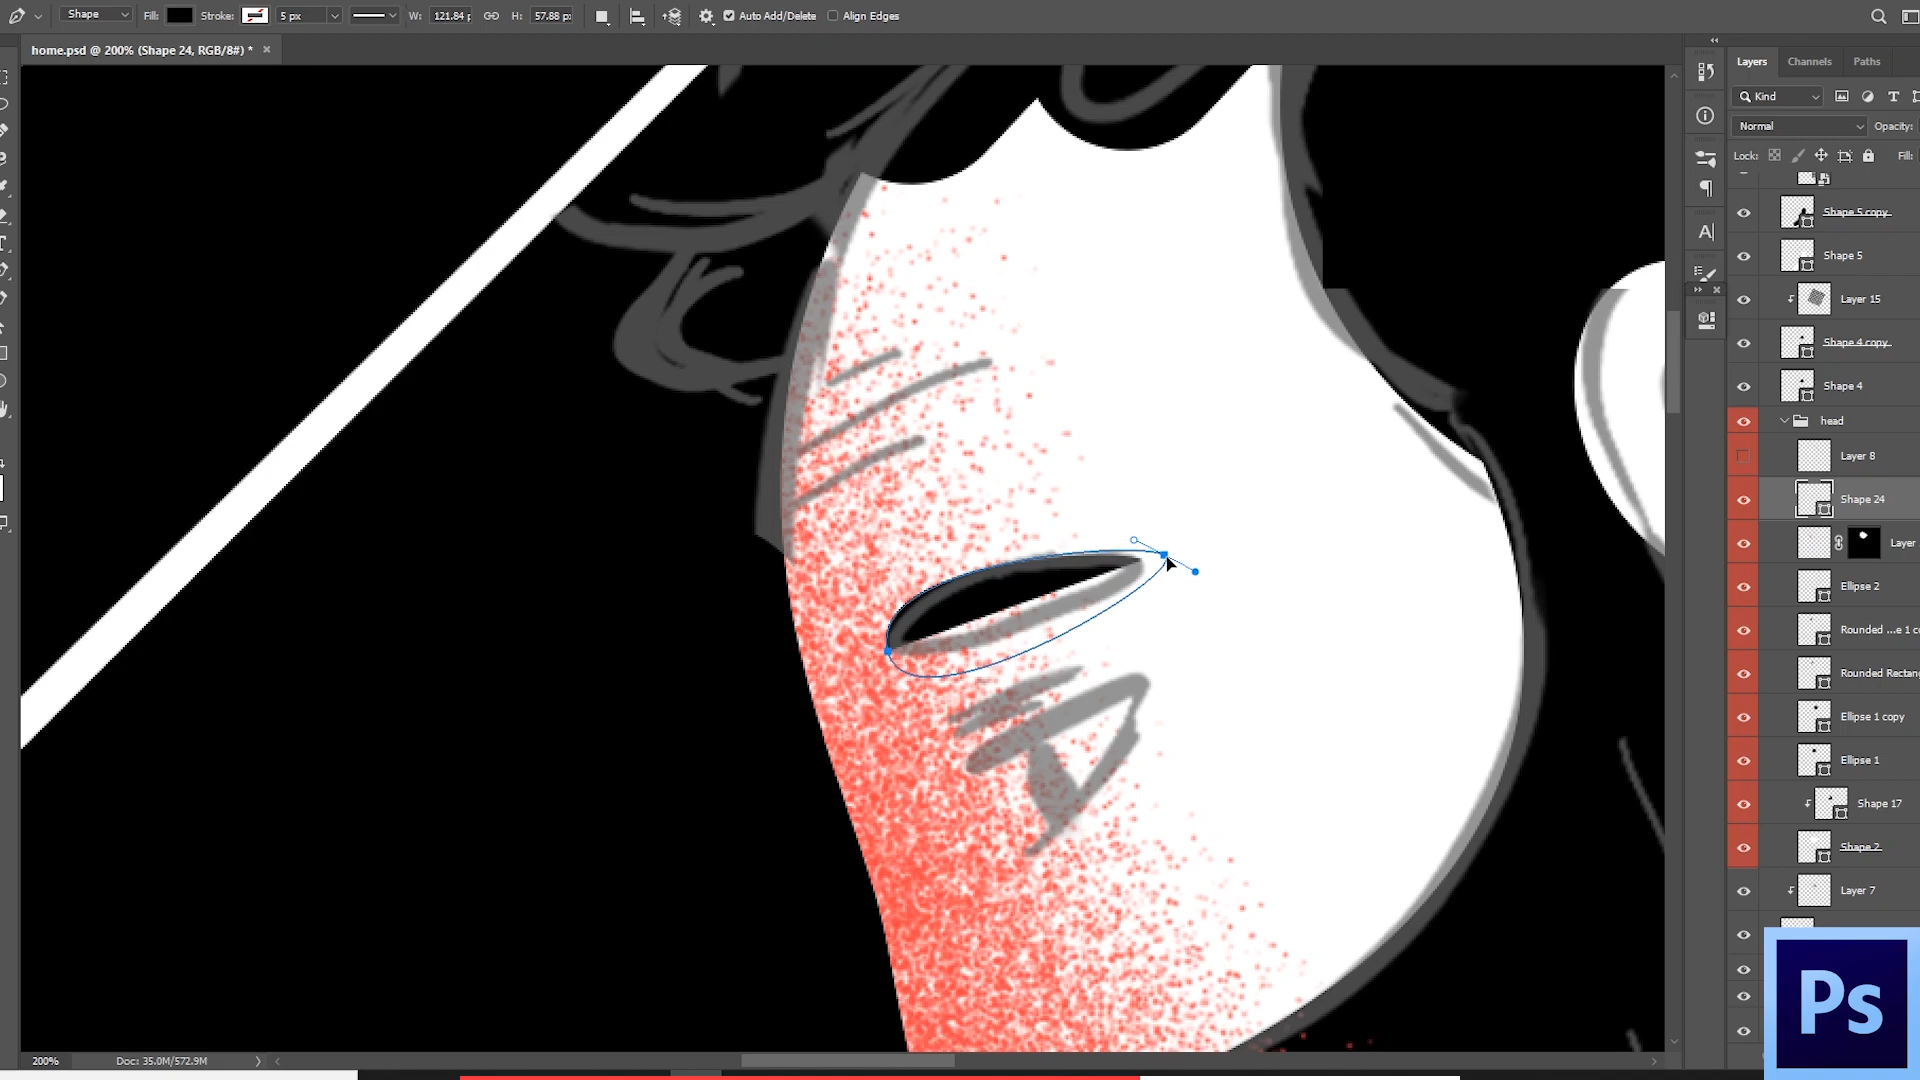 Shape Fill: Stroke: 5 px W: 121.84 p H: 57.88 p: Auto Add/Delete Align Edges
home.psd @ 200% (Shape 24, RGB/8#) * ×
Layers Channels Paths
Kind
Normal Opacity:
Lock: Fill:
Shape 5 copy
Shape 5
Layer 15
Shape 4 copy
Shape 4
head
Layer 8
Shape 24
Layer
Ellipse 2
Rounded ...e 1 c
Rounded Rectang
Ellipse 1 copy
Ellipse 1
Shape 17
Shape 2
Layer 7
Ps
200% Doc: 35.0M/572.9M